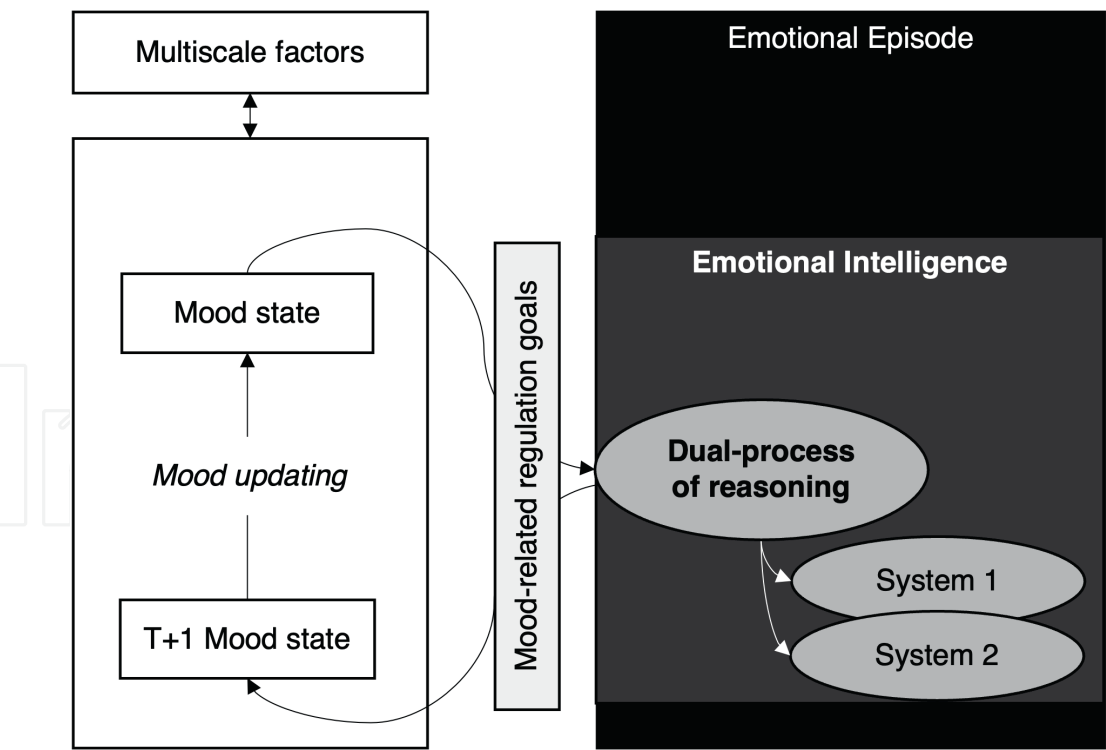 Multiscale factors
Mood state
Mood updating
T+1 Mood state
Mood-related regulation goals
Emotional Episode
Emotional Intelligence
Dual-process
of reasoning
System 1
System 2